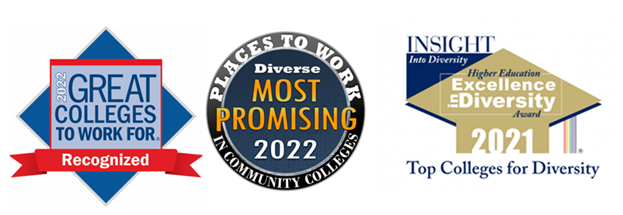 2022
GREAT
COLLEGES
TO WORK FOR®
Recognized
PLACES TO WORK
Diverse
MOST
PROMISING
2022
IN COMMUNITY COLLEGES
INSIGHT
Into Diversity
Higher Education
Excellence
in Diversity
Award
2021
®
Top Colleges for Diversity